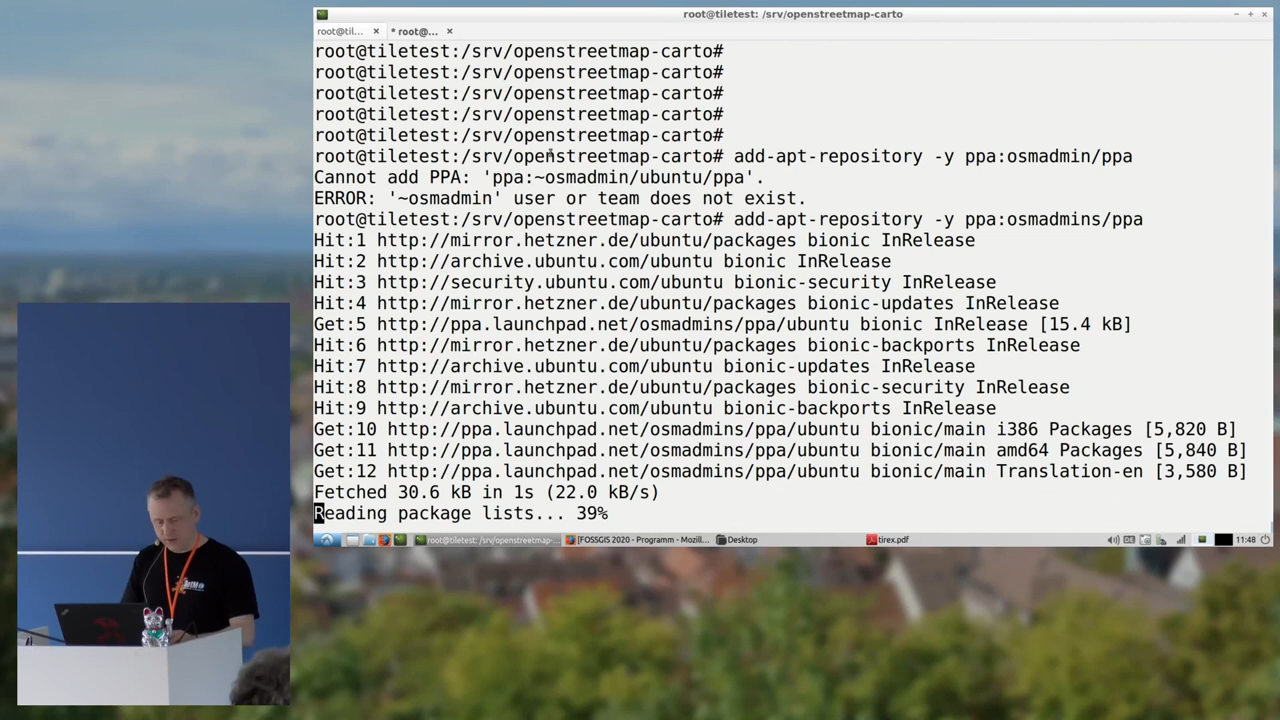 root@tiletest: /srv/openstreetmap-carto
root@til... × * root@... ×
root@tiletest:/srv/openstreetmap-carto#
root@tiletest:/srv/openstreetmap-carto#
root@tiletest:/srv/openstreetmap-carto#
root@tiletest:/srv/openstreetmap-carto#
root@tiletest:/srv/openstreetmap-carto#
root@tiletest:/srv/openstreetmap-carto# add-apt-repository -y ppa:osmadmin/ppa
Cannot add PPA: 'ppa:~osmadmin/ubuntu/ppa'.
ERROR: '~osmadmin' user or team does not exist.
root@tiletest:/srv/openstreetmap-carto# add-apt-repository -y ppa:osmadmins/ppa
Hit:1 http://mirror.hetzner.de/ubuntu/packages bionic InRelease
Hit:2 http://archive.ubuntu.com/ubuntu bionic InRelease
Hit:3 http://security.ubuntu.com/ubuntu bionic-security InRelease
Hit:4 http://mirror.hetzner.de/ubuntu/packages bionic-updates InRelease
Get:5 http://ppa.launchpad.net/osmadmins/ppa/ubuntu bionic InRelease [15.4 kB]
Hit:6 http://mirror.hetzner.de/ubuntu/packages bionic-backports InRelease
Hit:7 http://archive.ubuntu.com/ubuntu bionic-updates InRelease
Hit:8 http://mirror.hetzner.de/ubuntu/packages bionic-security InRelease
Hit:9 http://archive.ubuntu.com/ubuntu bionic-backports InRelease
Get:10 http://ppa.launchpad.net/osmadmins/ppa/ubuntu bionic/main i386 Packages [5,820 B]
Get:11 http://ppa.launchpad.net/osmadmins/ppa/ubuntu bionic/main amd64 Packages [5,840 B]
Get:12 http://ppa.launchpad.net/osmadmins/ppa/ubuntu bionic/main Translation-en [3,580 B]
Fetched 30.6 kB in 1s (22.0 kB/s)
Reading package lists... 39%
root@tiletest: /srv/openstreetmap-... [FOSSGIS 2020 - Programm - Mozill... Desktop tirex.pdf DE 11:48